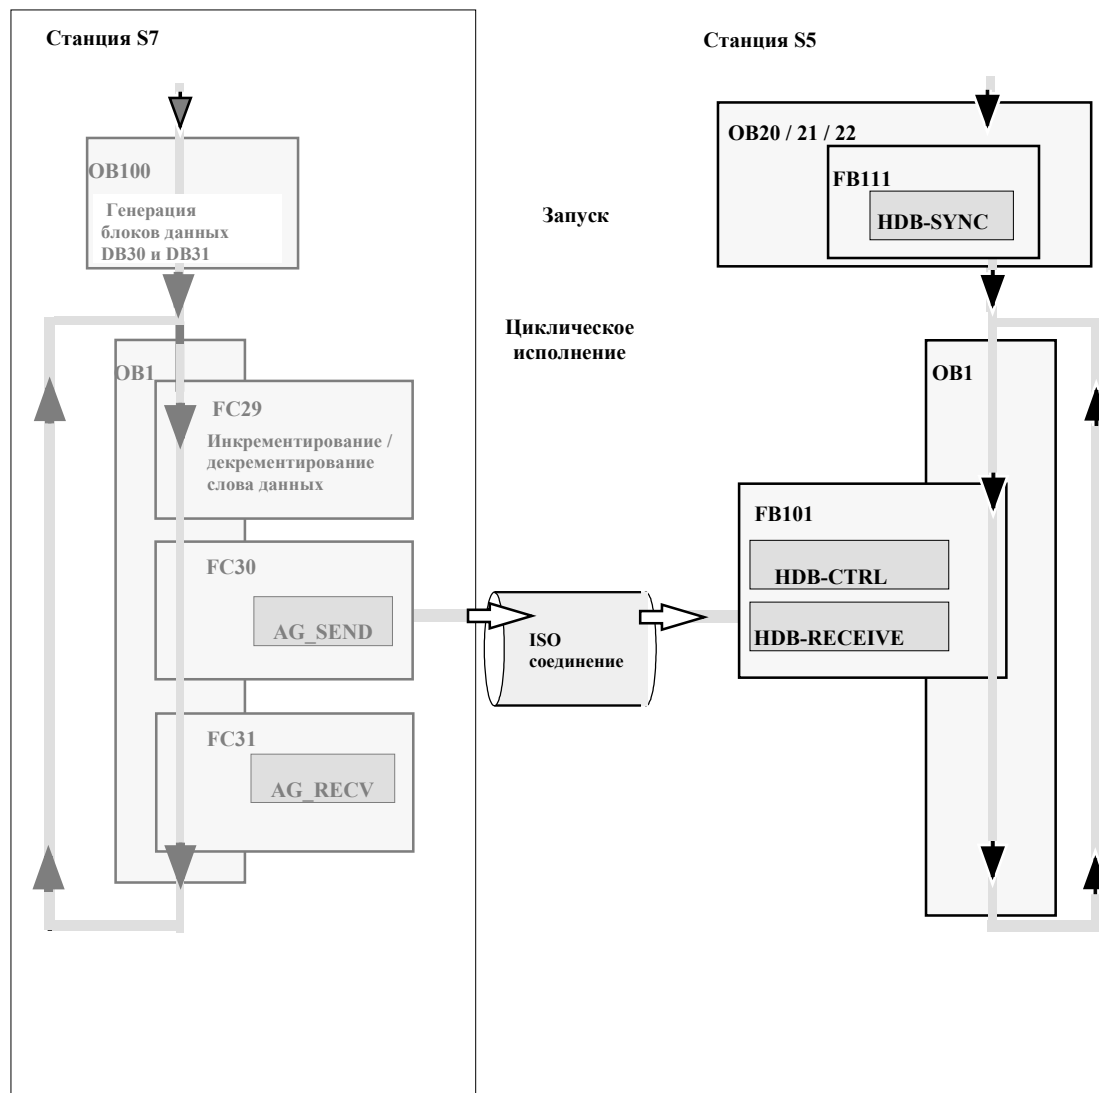 Станция S7
OB100
Генерация
блоков данных
DB30 и DB31
OB1
FC29
Инкрементирование /
декрементирование
слова данных
FC30
AG_SEND
FC31
AG_RECV
Запуск
Циклическое
исполнение
ISO
соединение
Станция S5
OB20 / 21 / 22
FB111
HDB-SYNC
OB1
FB101
HDB-CTRL
HDB-RECEIVE